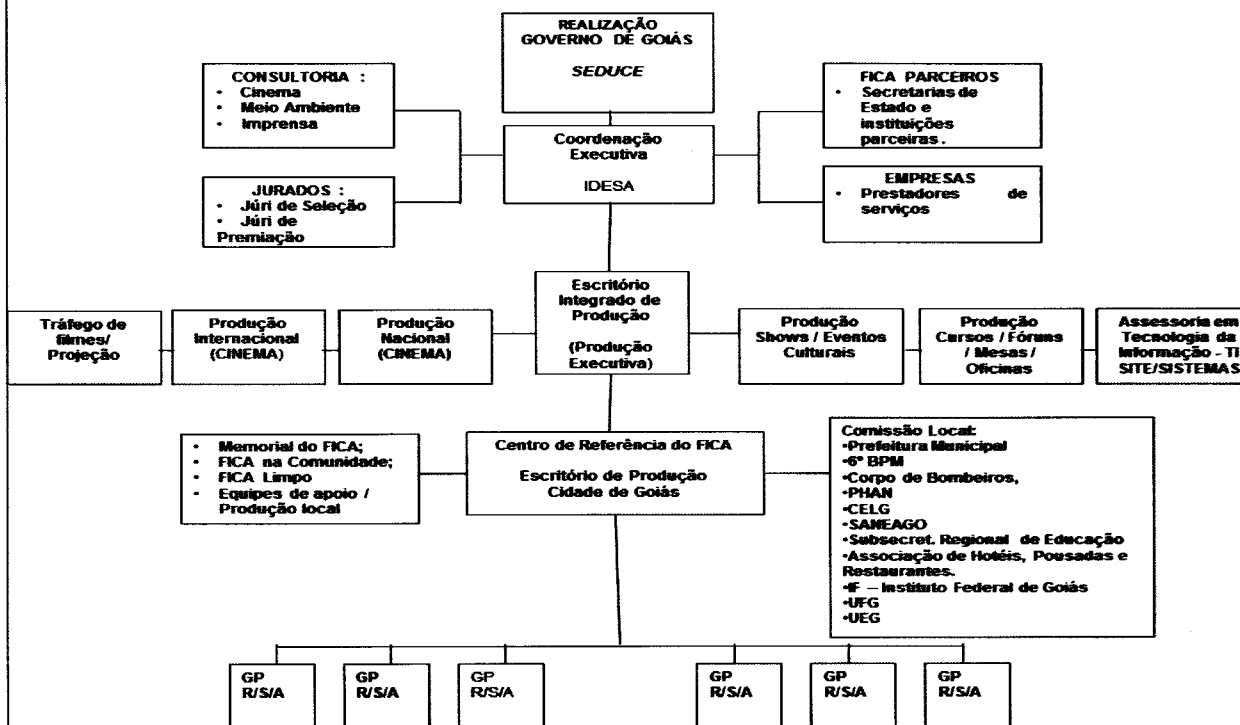 REALIZAÇÃO
GOVERNO DE GOIÁS
SEDUCE
CONSULTORIA :
• Cinema
• Meio Ambiente
• Imprensa
FICA PARCEIROS
• Secretarias de
Estado e
instituições
parceiras.
Coordenação
Executiva
IDESA
JURADOS :
• Júri de Seleção
• Júri de
Premiação
EMPRESAS
• Prestadores de
serviços
Escritório
Integrado de
Produção
(Produção
Executiva)
Tráfego de
filmes/
Projeção
Produção
Internacional
(CINEMA)
Produção
Nacional
(CINEMA)
Produção
Shows / Eventos
Culturais
Produção
Cursos / Fóruns
/ Mesas /
Oficinas
Assessoria em
Tecnologia da
Informação - TI
SITE/SISTEMAS
• Memorial do FICA;
• FICA na Comunidade;
• FICA Limpo
- Equipes de apoio /
Produção local
Centro de Referência do FICA
Escritório de Produção
Cidade de Goiás
Comissão Local:
•Prefeitura Municipal
•6º BPM
•Corpo de Bombeiros,
•PHAN
•CELG
•SANEAGO
•Subsecret. Regional de Educação
•Associação de Hotéis, Pousadas e
Restaurantes.
•IF – Instituto Federal de Goiás
•UFG
•UEG
GP
R/S/A
GP
R/S/A
GP
R/S/A
GP
R/S/A
GP
R/S/A
GP
R/S/A